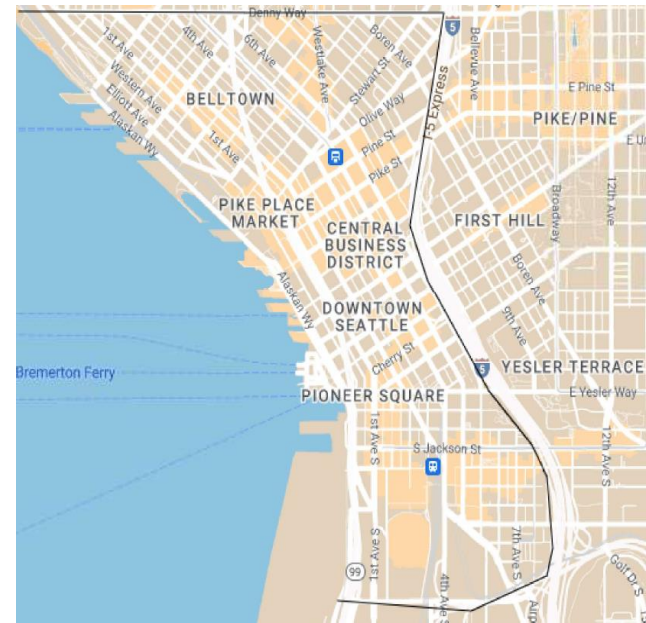 Denny Way
5
1st Ave
4th Ave
6th Ave
Westlake Ave
Boren Ave
Bellevue Ave
Stewart St
I-5 Express
Western Ave
Elliott Ave
Alaskan Wy
BELLTOWN
Olive Way
E Pine St
1st Ave
Pine St
Pike St
PIKE/PINE
Broadway
12th Ave
PIKE PLACE
MARKET
CENTRAL
BUSINESS
DISTRICT
FIRST HILL
Boren Ave
Alaskan Wy
DOWNTOWN
SEATTLE
9th Ave
Cherry St
Bremerton Ferry
5
YESLER TERRACE
PIONEER SQUARE
E Yesler Way
1st Ave S
S Jackson St
12th Ave S
99
1st Ave S
4th Ave S
7th Ave S
Golf Dr S